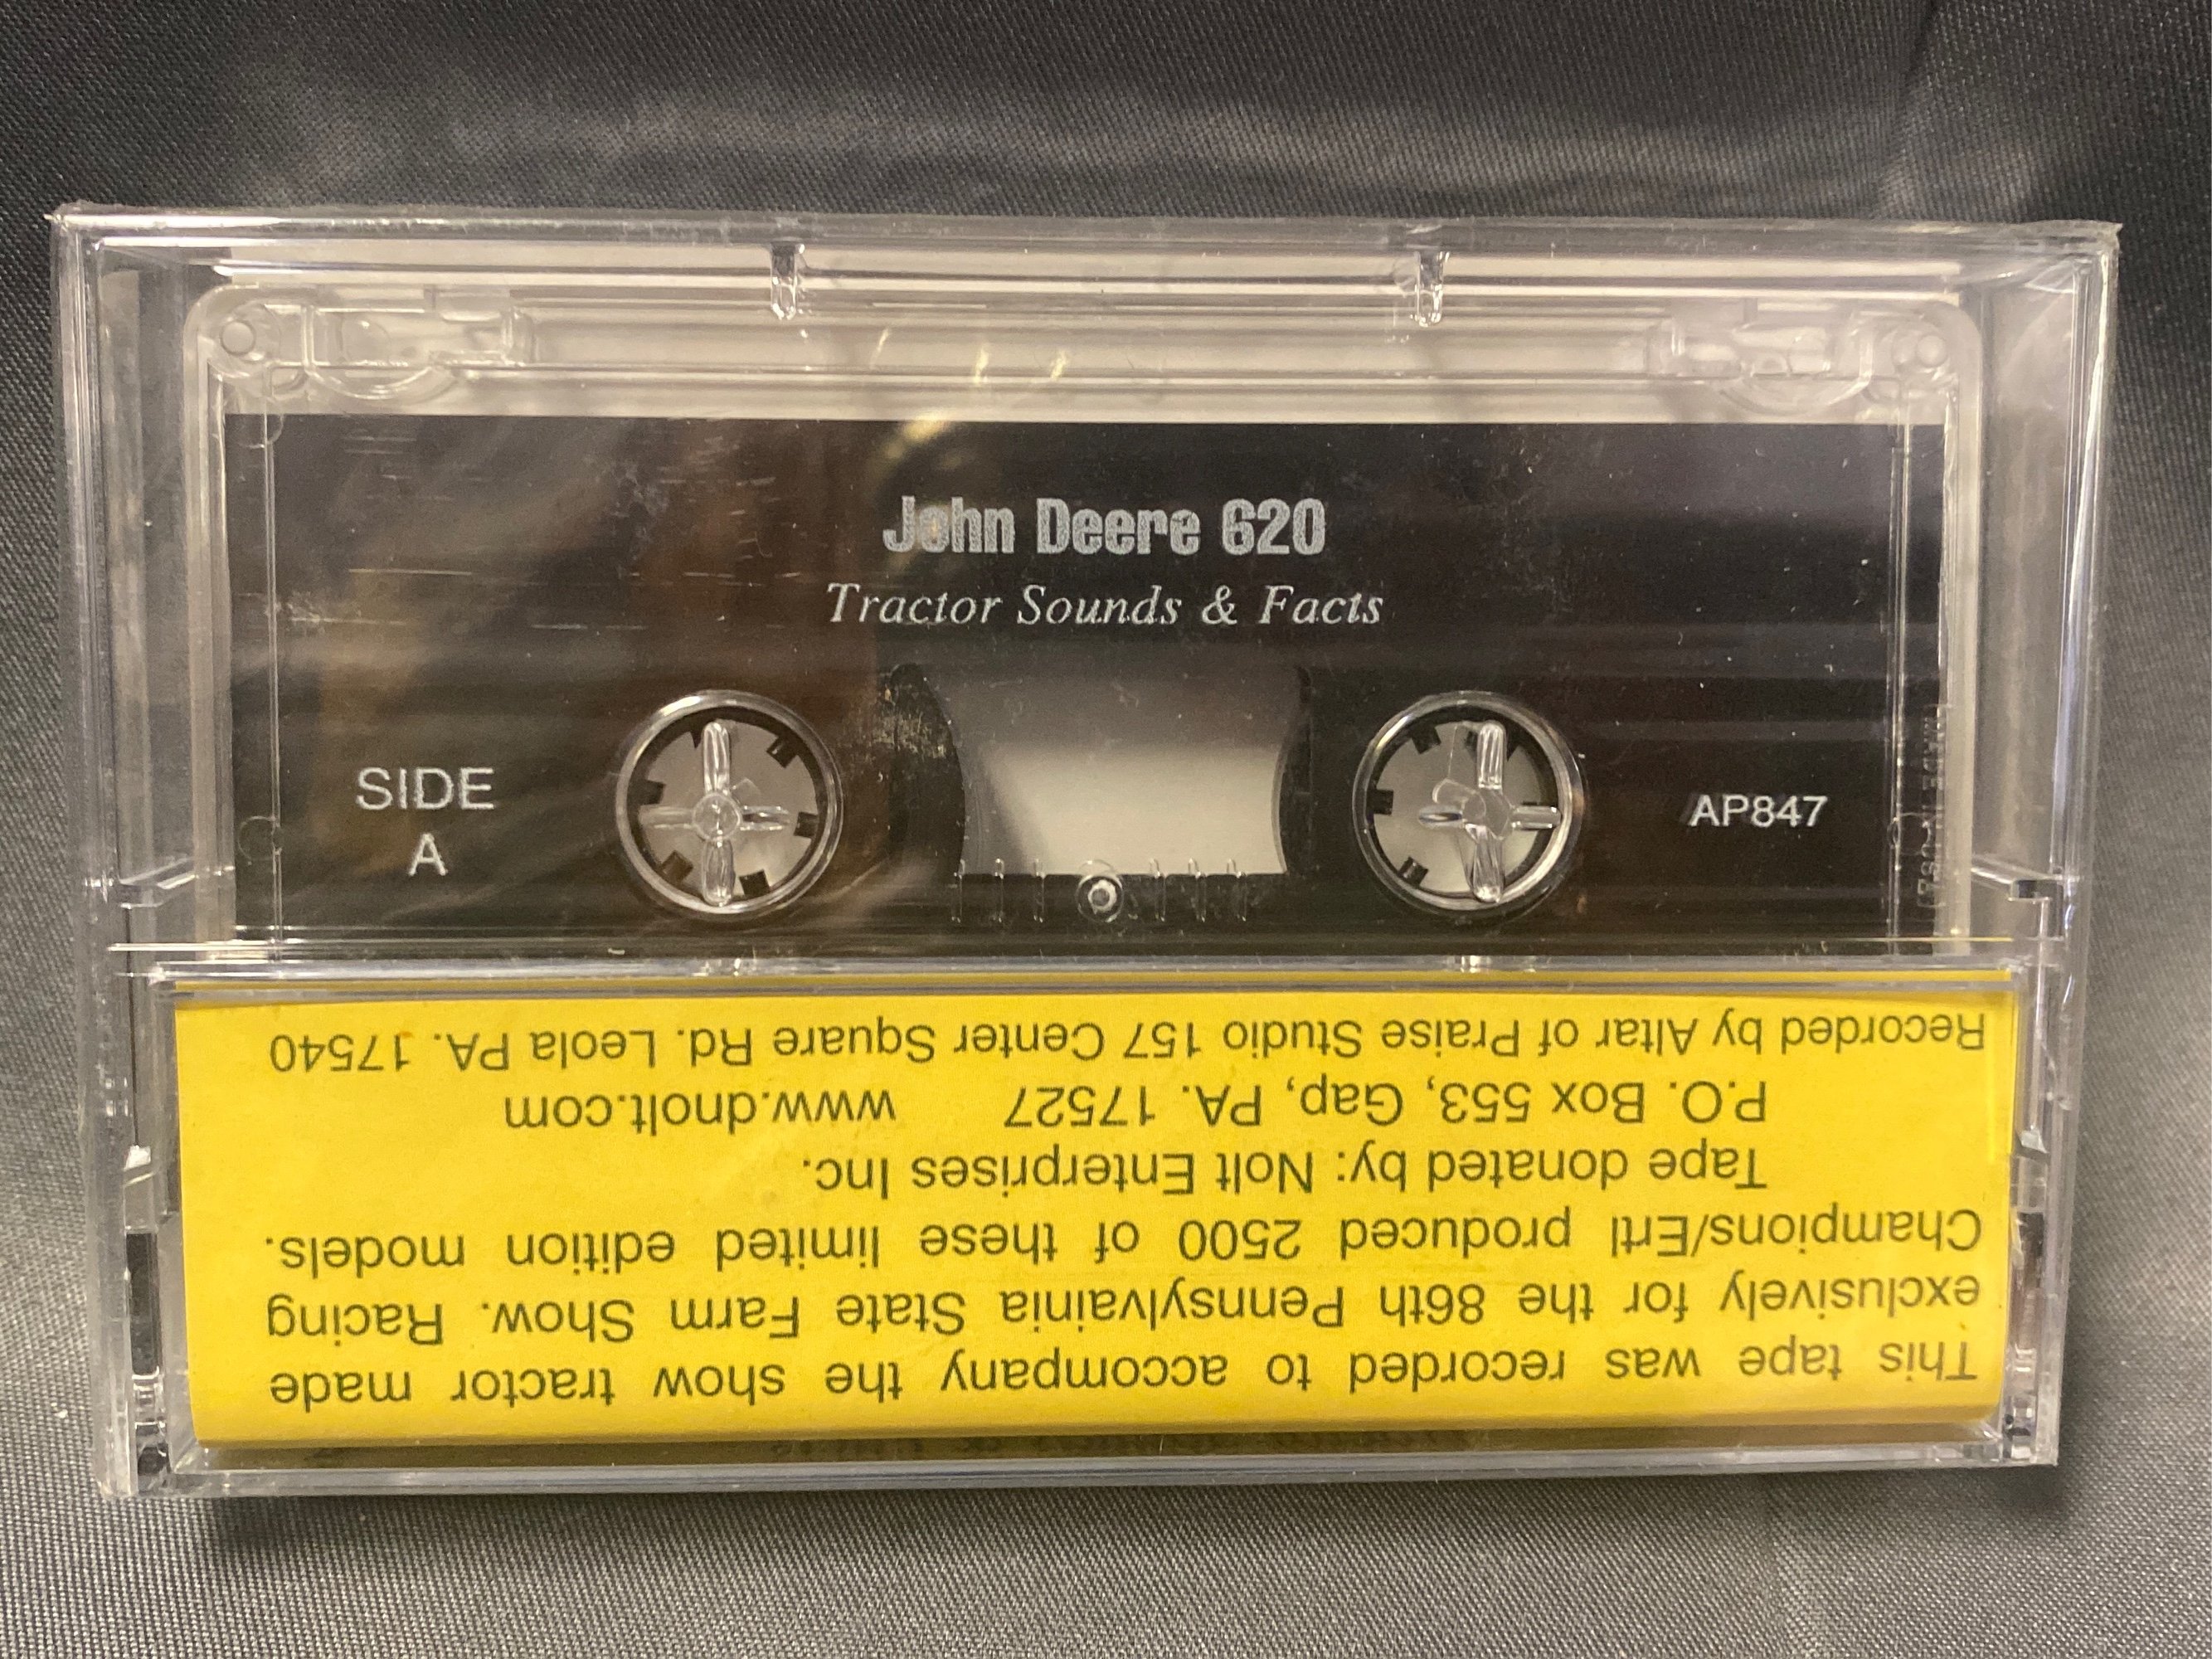 John Deere 620
Tractor Sounds & Facts
SIDE
A
AP847
This tape was recorded to accompany the show tractor made
exclusively for the 86th Pennsylvainia State Farm Show. Racing
Champions/Ertl produced 2500 of these limited edition models.
Tape donated by: Nolt Enterprises Inc.
P.O. Box 553, Gap, PA. 17527 www.dnolt.com
Recorded by Altar of Praise Studio 157 Center Square Rd. Leola PA. 17540